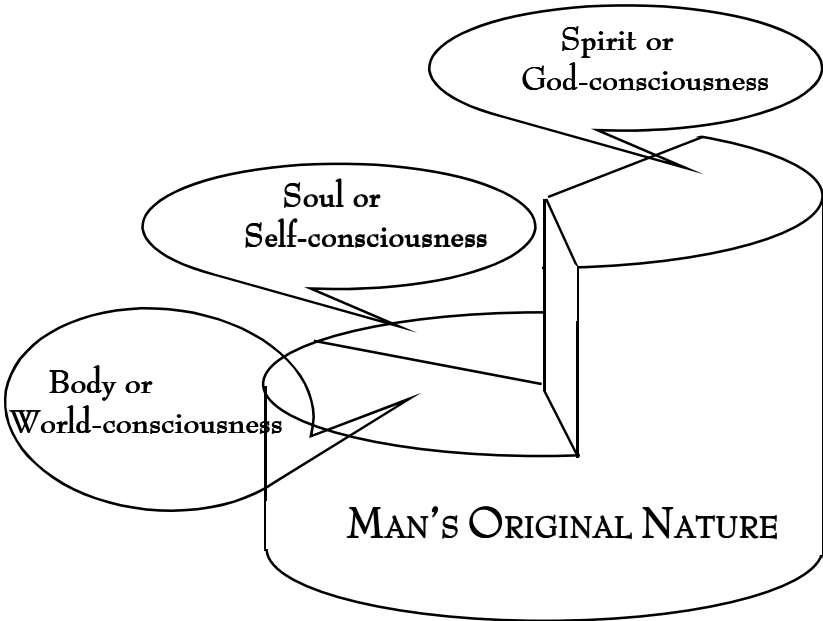 Spirit or
God-consciousness
Soul or
Self-consciousness
Body or
World-consciousness
MAN'S ORIGINAL NATURE